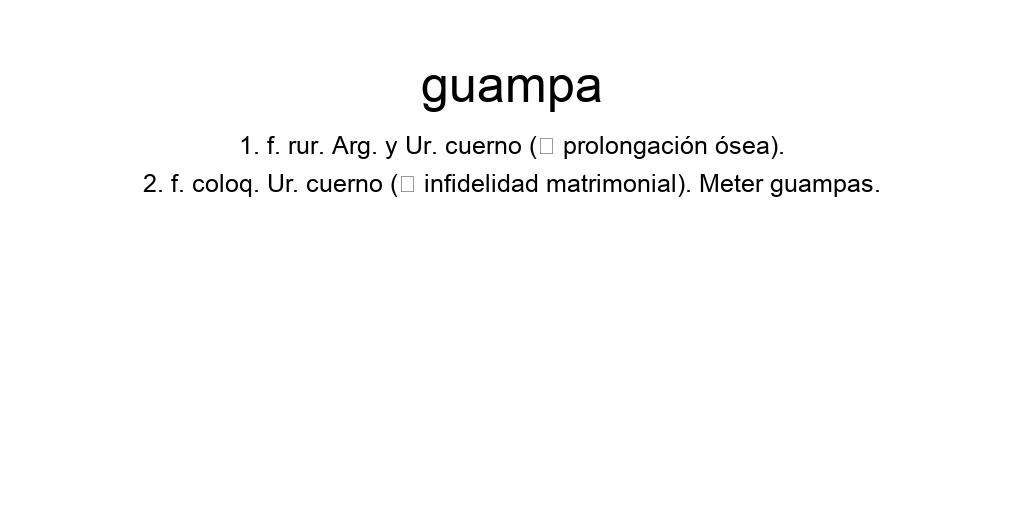 guampa
1. f. rur. Arg. y Ur. cuerno (□ prolongación ósea).
2. f. coloq. Ur. cuerno (□ infidelidad matrimonial). Meter guampas.